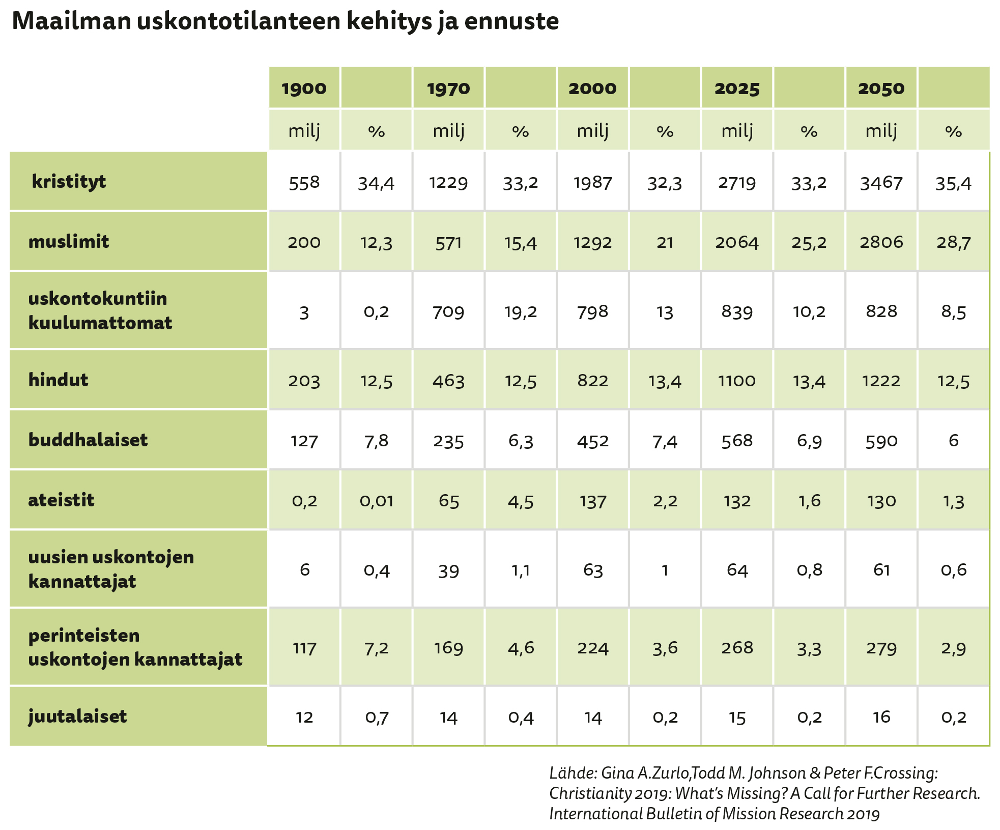 Maailman uskontotilanteen kehitys ja ennuste
1900 1970 2000 2025 2050
milj % milj % milj % milj % milj %
kristityt 558 34,4 1229 33,2 1987 32,3 2719 33,2 3467 35,4
muslimit 200 12,3 571 15,4 1292 21 2064 25,2 2806 28,7
uskontokuntiin
kuulumattomat 3 0,2 709 19,2 798 13 839 10,2 828 8,5
hindut 203 12,5 463 12,5 822 13,4 1100 13,4 1222 12,5
buddhalaiset 127 7,8 235 6,3 452 7,4 568 6,9 590 6
ateistit 0,2 0,01 65 4,5 137 2,2 132 1,6 130 1,3
uusien uskontojen
kannattajat 6 0,4 39 1,1 63 1 64 0,8 61 0,6
perinteisten
uskontojen kannattajat 117 7,2 169 4,6 224 3,6 268 3,3 279 2,9
juutalaiset 12 0,7 14 0,4 14 0,2 15 0,2 16 0,2
Lähde: Gina A.Zurlo,Todd M. Johnson & Peter F.Crossing:
Christianity 2019: What's Missing? A Call for Further Research.
International Bulletin of Mission Research 2019